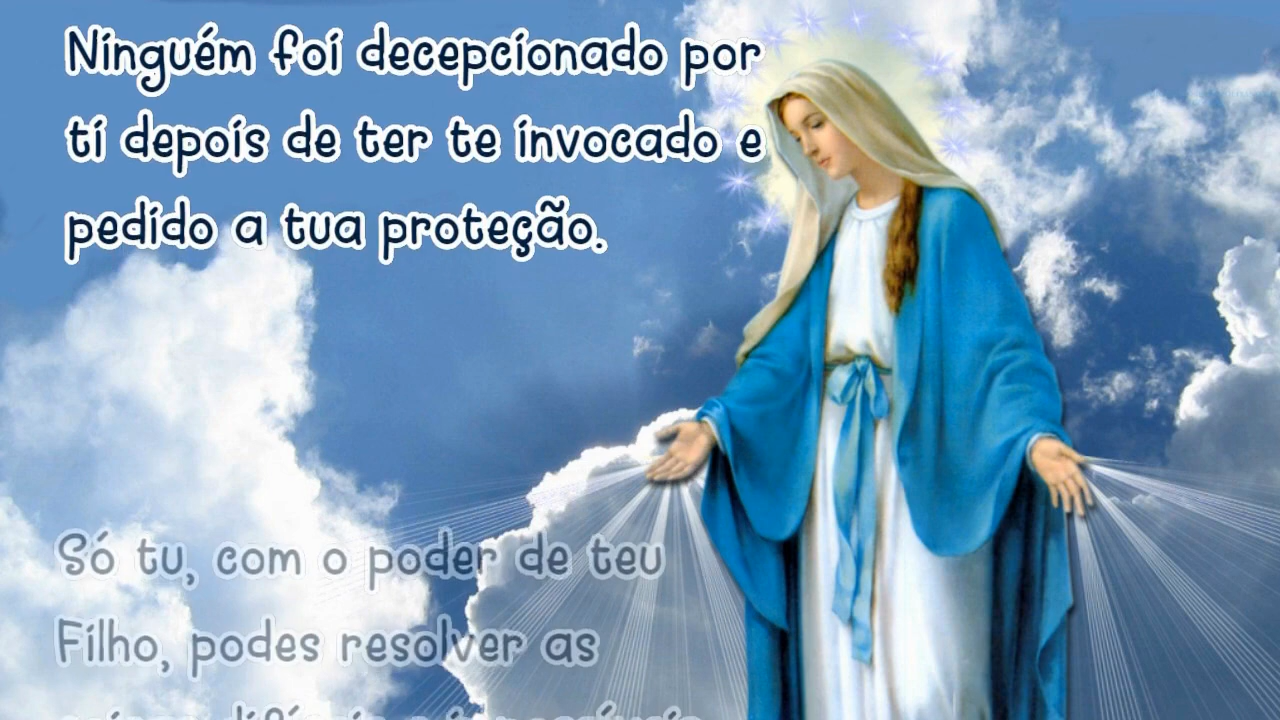 Ninguém foi decepcionado por
ti depois de ter te invocado e
pedido a tua proteção.
Só tu, com o poder de teu
Filho, podes resolver as